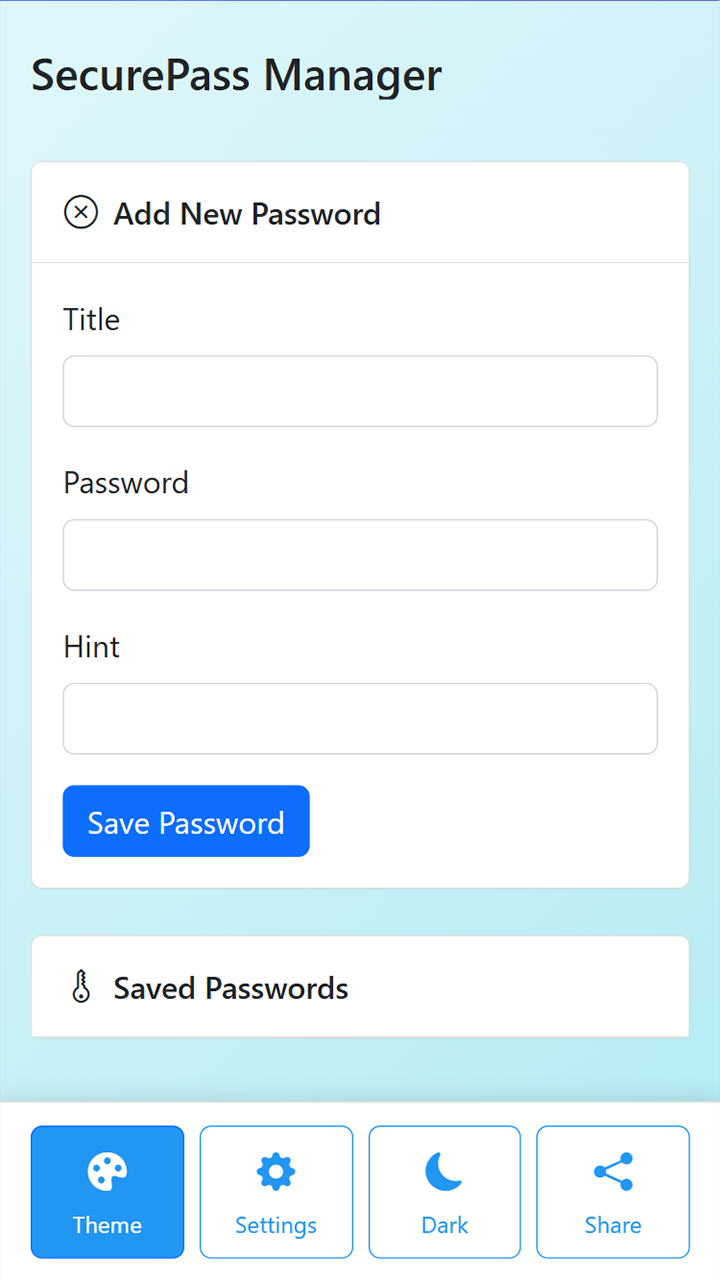 SecurePass Manager
Add New Password
Title
Password
Hint
Save Password
Saved Passwords
Theme
Settings
Dark
Share